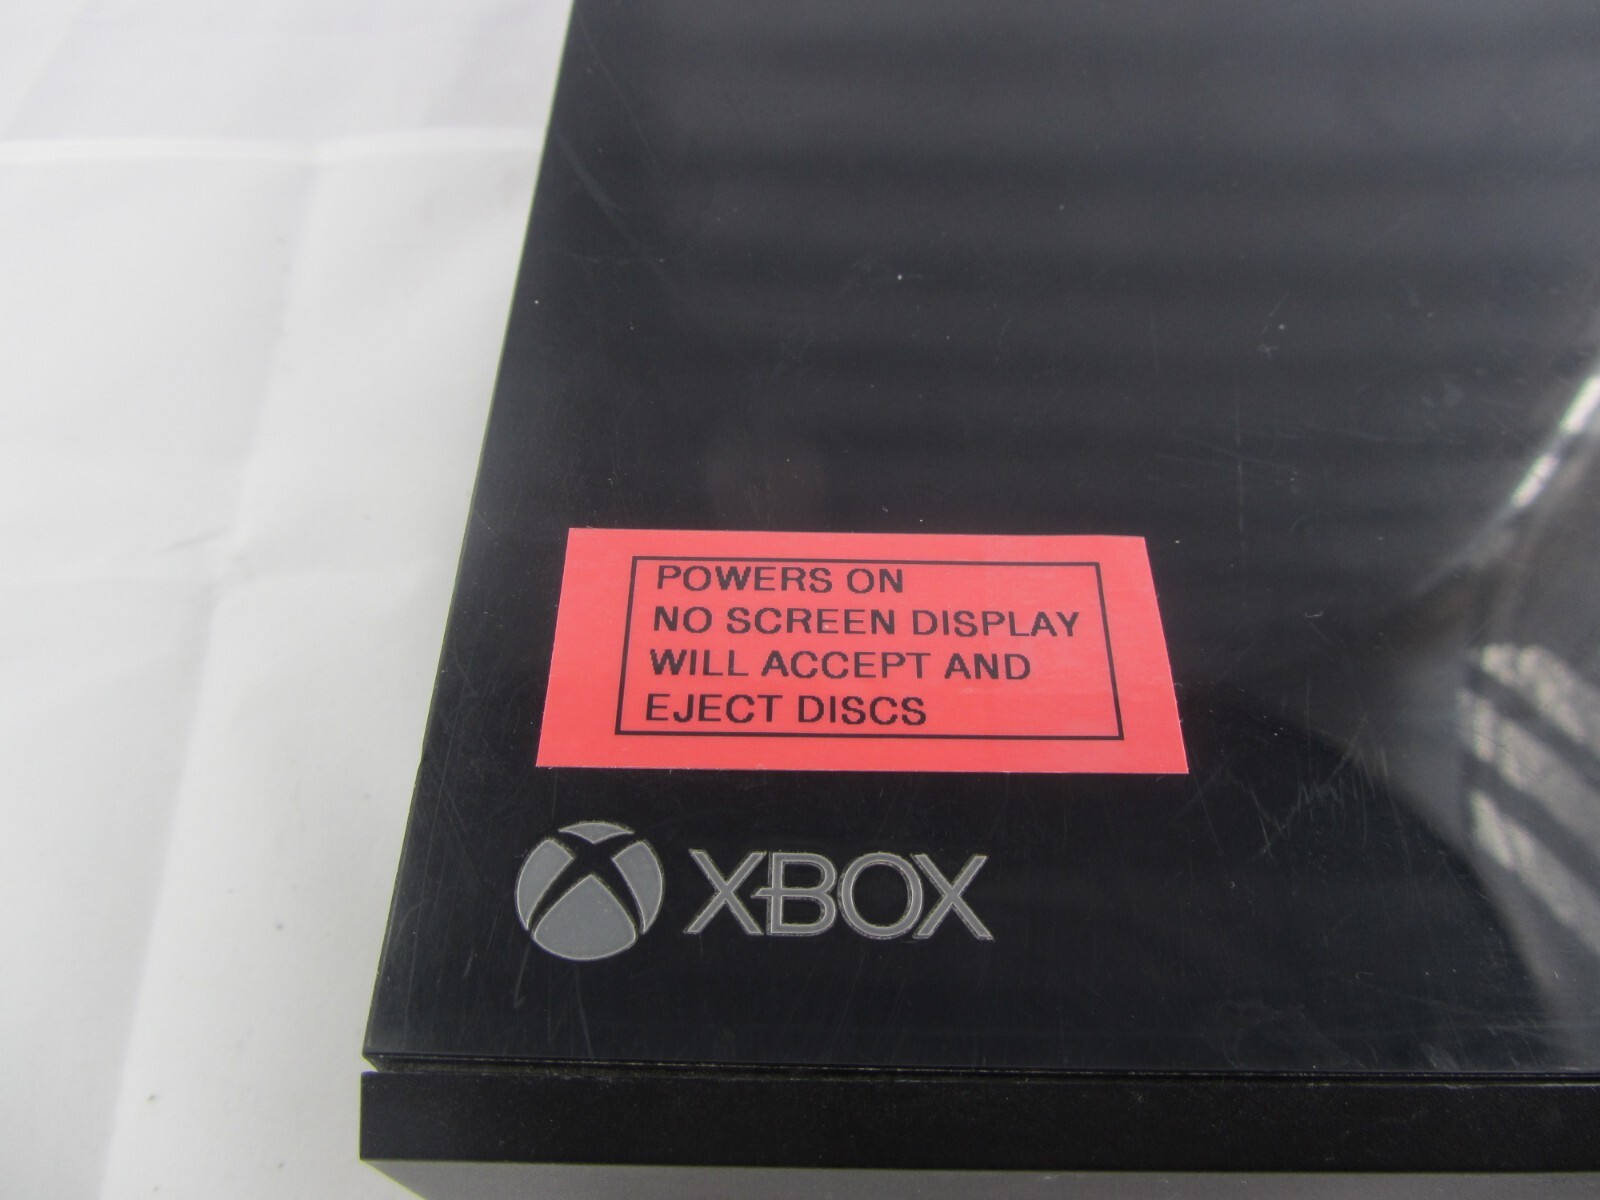 POWERS ON
NO SCREEN DISPLAY
WILL ACCEPT AND
EJECT DISCS
XBOX